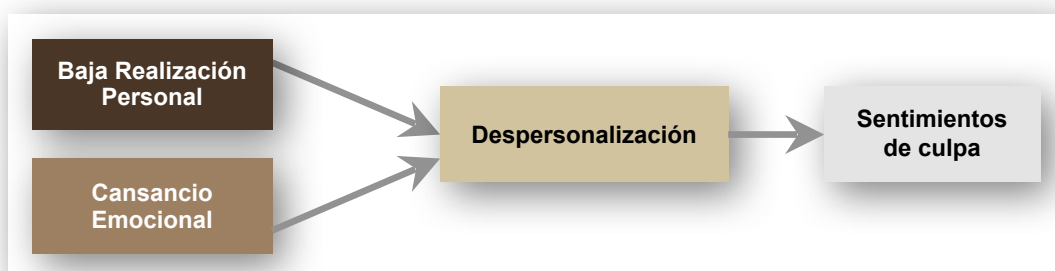 Baja Realización
Personal
Cansancio
Emocional
Despersonalización
Sentimientos
de culpa